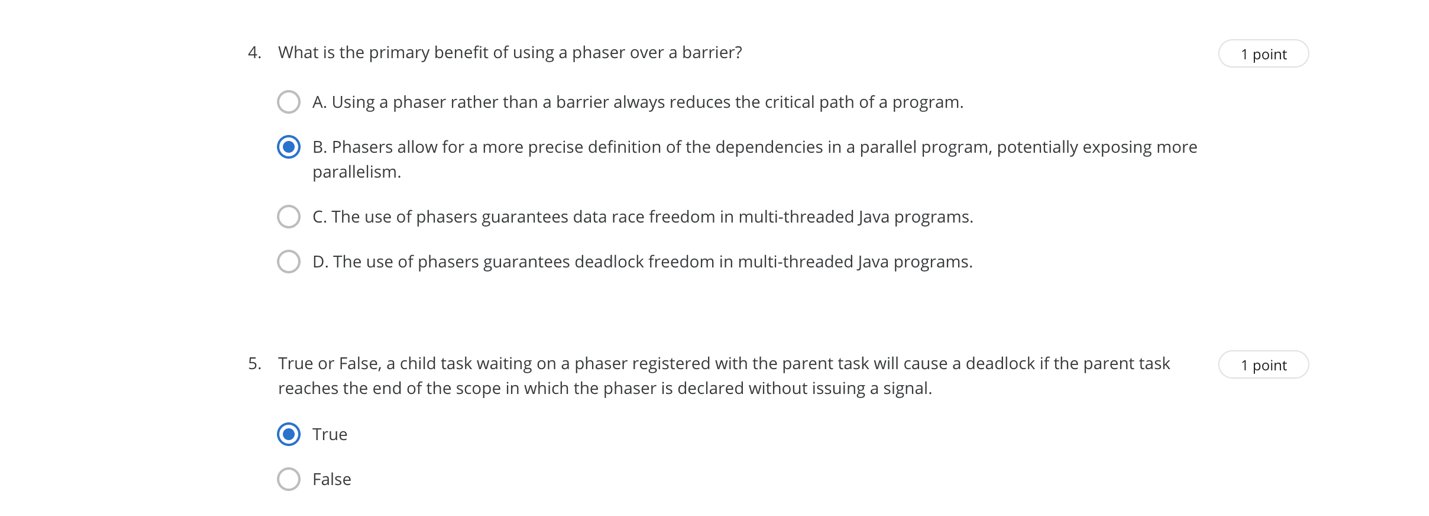 4. What is the primary benefit of using a phaser over a barrier?
1 point
A. Using a phaser rather than a barrier always reduces the critical path of a program.
B. Phasers allow for a more precise definition of the dependencies in a parallel program, potentially exposing more
parallelism.
C. The use of phasers guarantees data race freedom in multi-threaded Java programs.
D. The use of phasers guarantees deadlock freedom in multi-threaded Java programs.
5. True or False, a child task waiting on a phaser registered with the parent task will cause a deadlock if the parent task
1 point
reaches the end of the scope in which the phaser is declared without issuing a signal.
True
False